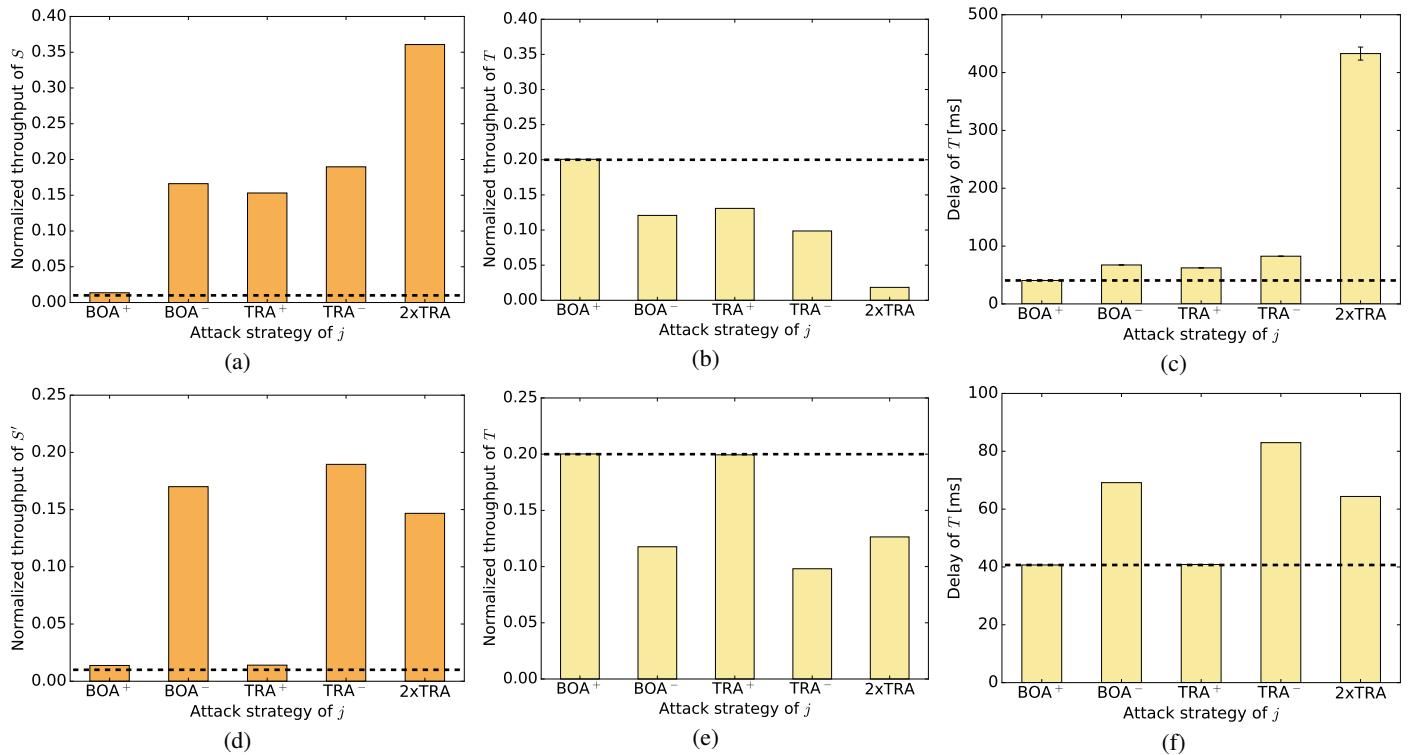 0.40
0.35
0.30
0.25
0.20
0.15
0.10
0.05
0.00
Normalized throughput of S
BOA⁺ BOA⁻ TRA⁺ TRA⁻ 2xTRA
Attack strategy of j
(a)
0.40
0.35
0.30
0.25
0.20
0.15
0.10
0.05
0.00
Normalized throughput of T
BOA⁺ BOA⁻ TRA⁺ TRA⁻ 2xTRA
Attack strategy of j
(b)
500
400
300
200
100
0
Delay of T [ms]
BOA⁺ BOA⁻ TRA⁺ TRA⁻ 2xTRA
Attack strategy of j
(c)
0.25
0.20
0.15
0.10
0.05
0.00
Normalized throughput of S′
BOA⁺ BOA⁻ TRA⁺ TRA⁻ 2xTRA
Attack strategy of j
(d)
0.25
0.20
0.15
0.10
0.05
0.00
Normalized throughput of T
BOA⁺ BOA⁻ TRA⁺ TRA⁻ 2xTRA
Attack strategy of j
(e)
100
80
60
40
20
0
Delay of T [ms]
BOA⁺ BOA⁻ TRA⁺ TRA⁻ 2xTRA
Attack strategy of j
(f)